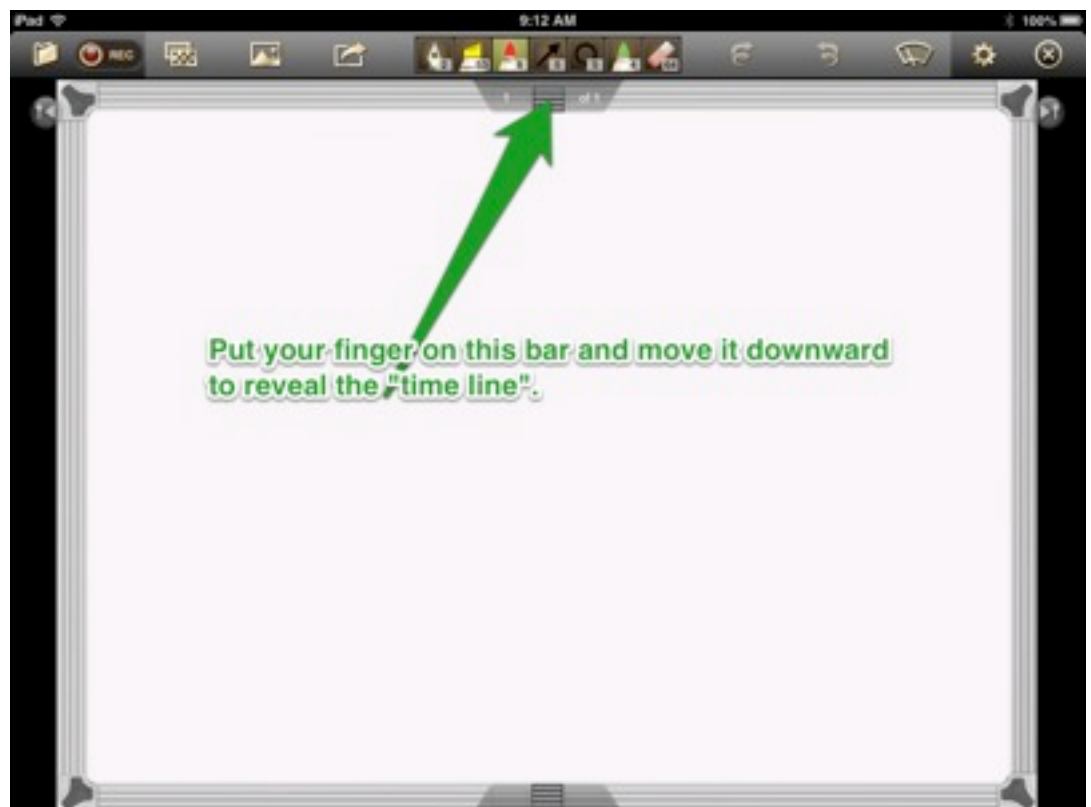 iPad 9:12 AM 100%
REC
1 of 1
Put your finger on this bar and move it downward
to reveal the "time line".